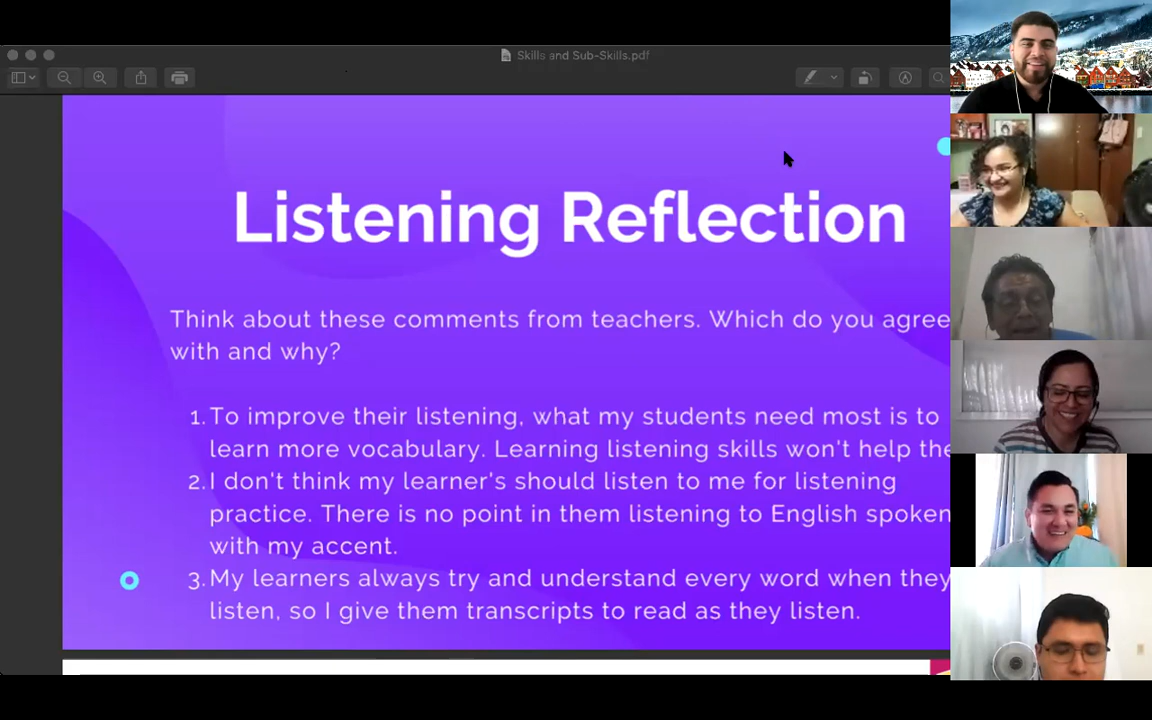 Skills and Sub-Skills.pdf
Listening Reflection
Think about these comments from teachers. Which do you agree
with and why?
1. To improve their listening, what my students need most is to
learn more vocabulary. Learning listening skills won't help the
2. I don't think my learner's should listen to me for listening
practice. There is no point in them listening to English spoken
with my accent.
3. My learners always try and understand every word when they
listen, so I give them transcripts to read as they listen.